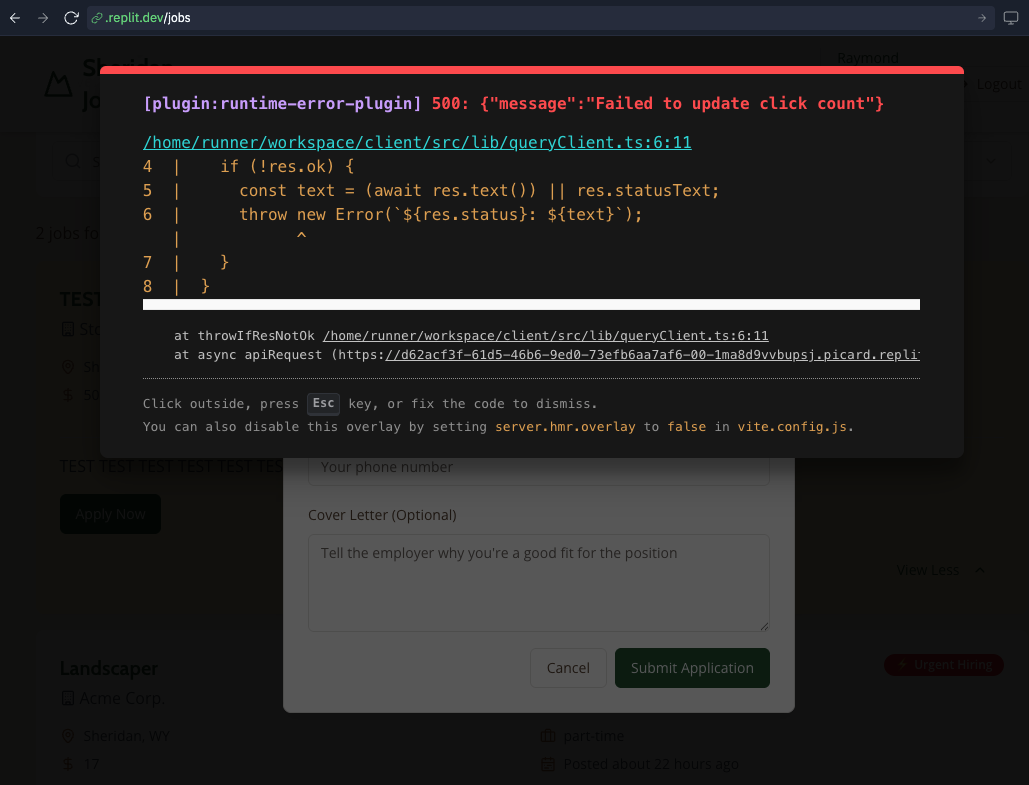 .replit.dev/jobs
Raymond
Logout
[plugin:runtime-error-plugin] 500: {"message":"Failed to update click count"}
/home/runner/workspace/client/src/lib/queryClient.ts:6:11
4 | if (!res.ok) {
5 | const text = (await res.text()) || res.statusText;
6 | throw new Error(`${res.status}: ${text}`);
| ^
7 | }
8 | }
at throwIfResNotOk /home/runner/workspace/client/src/lib/queryClient.ts:6:11
at async apiRequest (https://d62acf3f-61d5-46b6-9ed0-73efb6aa7af6-00-1ma8d9vvbupsj.picard.replit
Click outside, press Esc key, or fix the code to dismiss.
You can also disable this overlay by setting server.hmr.overlay to false in vite.config.js.
2 jobs fo
TEST
$ 50
TEST TEST TEST TEST TEST TES
Apply Now
Your phone number
Cover Letter (Optional)
Tell the employer why you're a good fit for the position
View Less
Cancel
Submit Application
Landscaper
Urgent Hiring
Acme Corp.
Sheridan, WY
part-time
$ 17
Posted about 22 hours ago